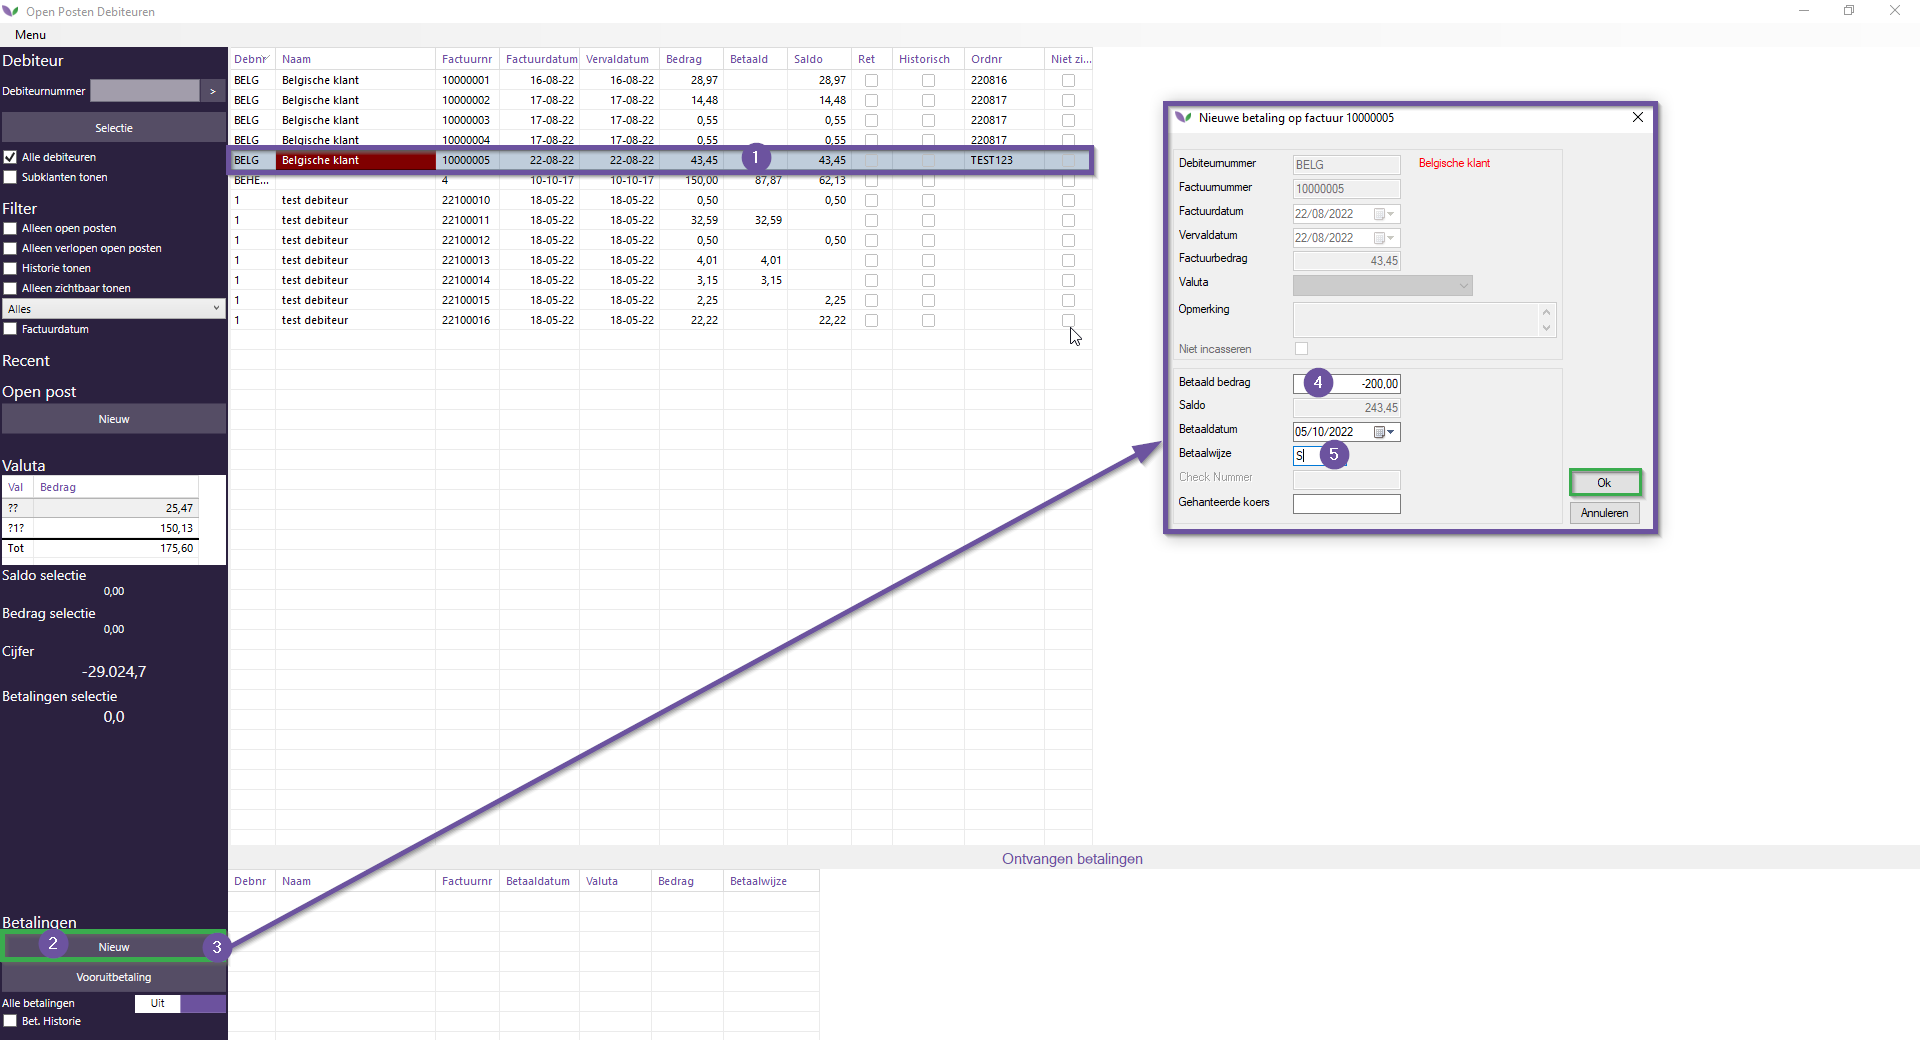 Open Posten Debiteuren
Menu
Debiteur
Debiteurnummer >
Selectie
Alle debiteuren
Subklanten tonen
Filter
Alleen open posten
Alleen verlopen open posten
Historie tonen
Alleen zichtbaar tonen
Alles
Factuurdatum
Recent
Open post
Nieuw
Valuta
Val Bedrag
?? 25,47
?1? 150,13
Tot 175,60
Saldo selectie
0,00
Bedrag selectie
0,00
Cijfer
-29.024,7
Betalingen selectie
0,0
Betalingen
2 Nieuw 3
Vooruitbetaling
Alle betalingen Uit
Bet. Historie
Debnr Naam Factuurnr Factuurdatum Vervaldatum Bedrag Betaald Saldo Ret Historisch Ordnr Niet zi...
BELG Belgische klant 10000001 16-08-22 16-08-22 28,97 28,97 220816
BELG Belgische klant 10000002 17-08-22 17-08-22 14,48 14,48 220817
BELG Belgische klant 10000003 17-08-22 17-08-22 0,55 0,55 220817
BELG Belgische klant 10000004 17-08-22 17-08-22 0,55 0,55 220817
BELG Belgische klant 10000005 22-08-22 22-08-22 43,45 1 43,45 TEST123
BEHE... 4 10-10-17 10-10-17 150,00 87,87 62,13
1 test debiteur 22100010 18-05-22 18-05-22 0,50 0,50
1 test debiteur 22100011 18-05-22 18-05-22 32,59 32,59
1 test debiteur 22100012 18-05-22 18-05-22 0,50 0,50
1 test debiteur 22100013 18-05-22 18-05-22 4,01 4,01
1 test debiteur 22100014 18-05-22 18-05-22 3,15 3,15
1 test debiteur 22100015 18-05-22 18-05-22 2,25 2,25
1 test debiteur 22100016 18-05-22 18-05-22 22,22 22,22
Ontvangen betalingen
Debnr Naam Factuurnr Betaaldatum Valuta Bedrag Betaalwijze
Nieuwe betaling op factuur 10000005
Debiteurnummer BELG Belgische klant
Factuurnummer 10000005
Factuurdatum 22/08/2022
Vervaldatum 22/08/2022
Factuurbedrag 43,45
Valuta
Opmerking
Niet incasseren
Betaald bedrag 4 -200,00
Saldo 243,45
Betaaldatum 05/10/2022
Betaalwijze S 5
Check Nummer
Gehanteerde koers
Ok
Annuleren